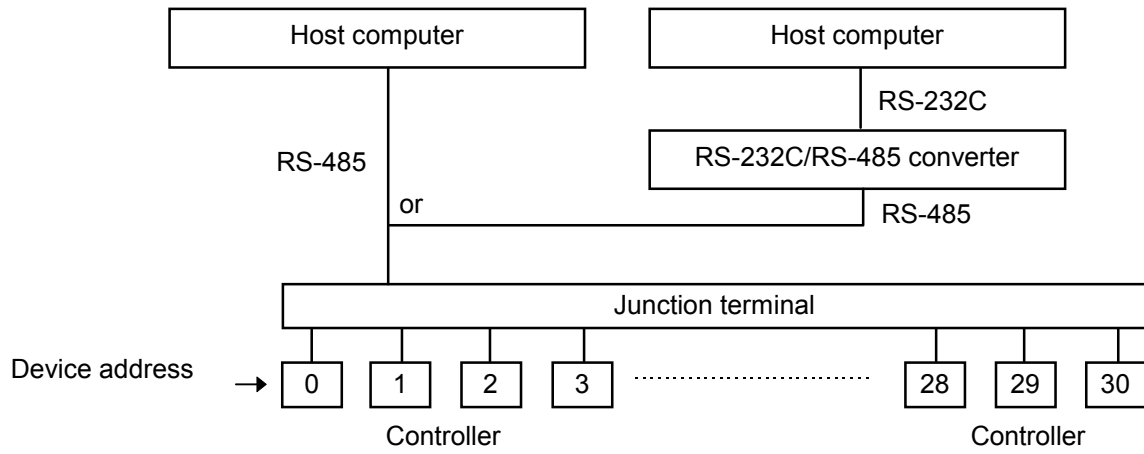 Host computer
Host computer
RS-232C
RS-485
RS-232C/RS-485 converter
or
RS-485
Junction terminal
Device address
0 1 2 3 28 29 30
Controller Controller